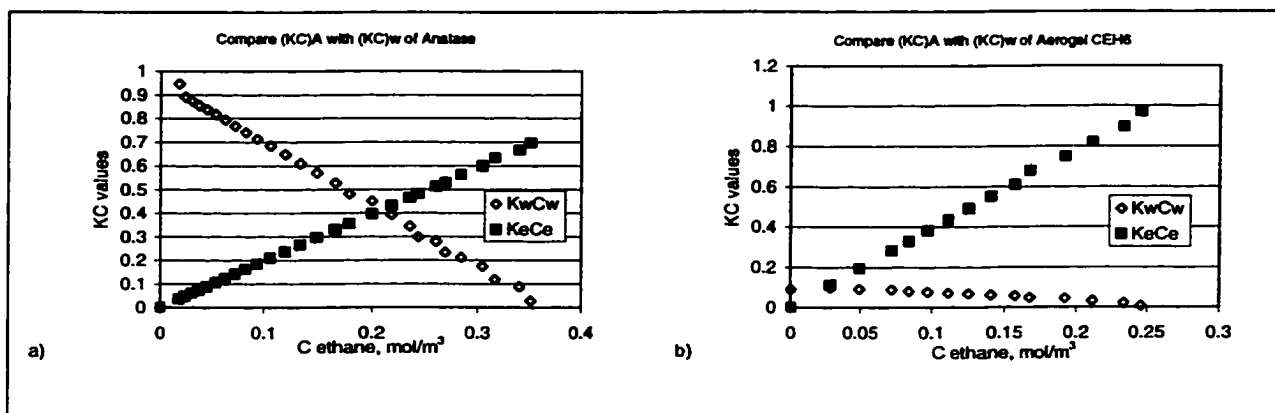 Compare (KC)A with (KC)w of Anatase
KC values
1
0.9
0.8
0.7
0.6
0.5
0.4
0.3
0.2
0.1
0
0
0.1
0.2
0.3
0.4
KwCw
KeCe
C ethane, mol/m³
a)
Compare (KC)A with (KC)w of Aerogel CEH6
KC values
1.2
1
0.8
0.6
0.4
0.2
0
0
0.05
0.1
0.15
0.2
0.25
0.3
KwCw
KeCe
C ethane, mol/m³
b)